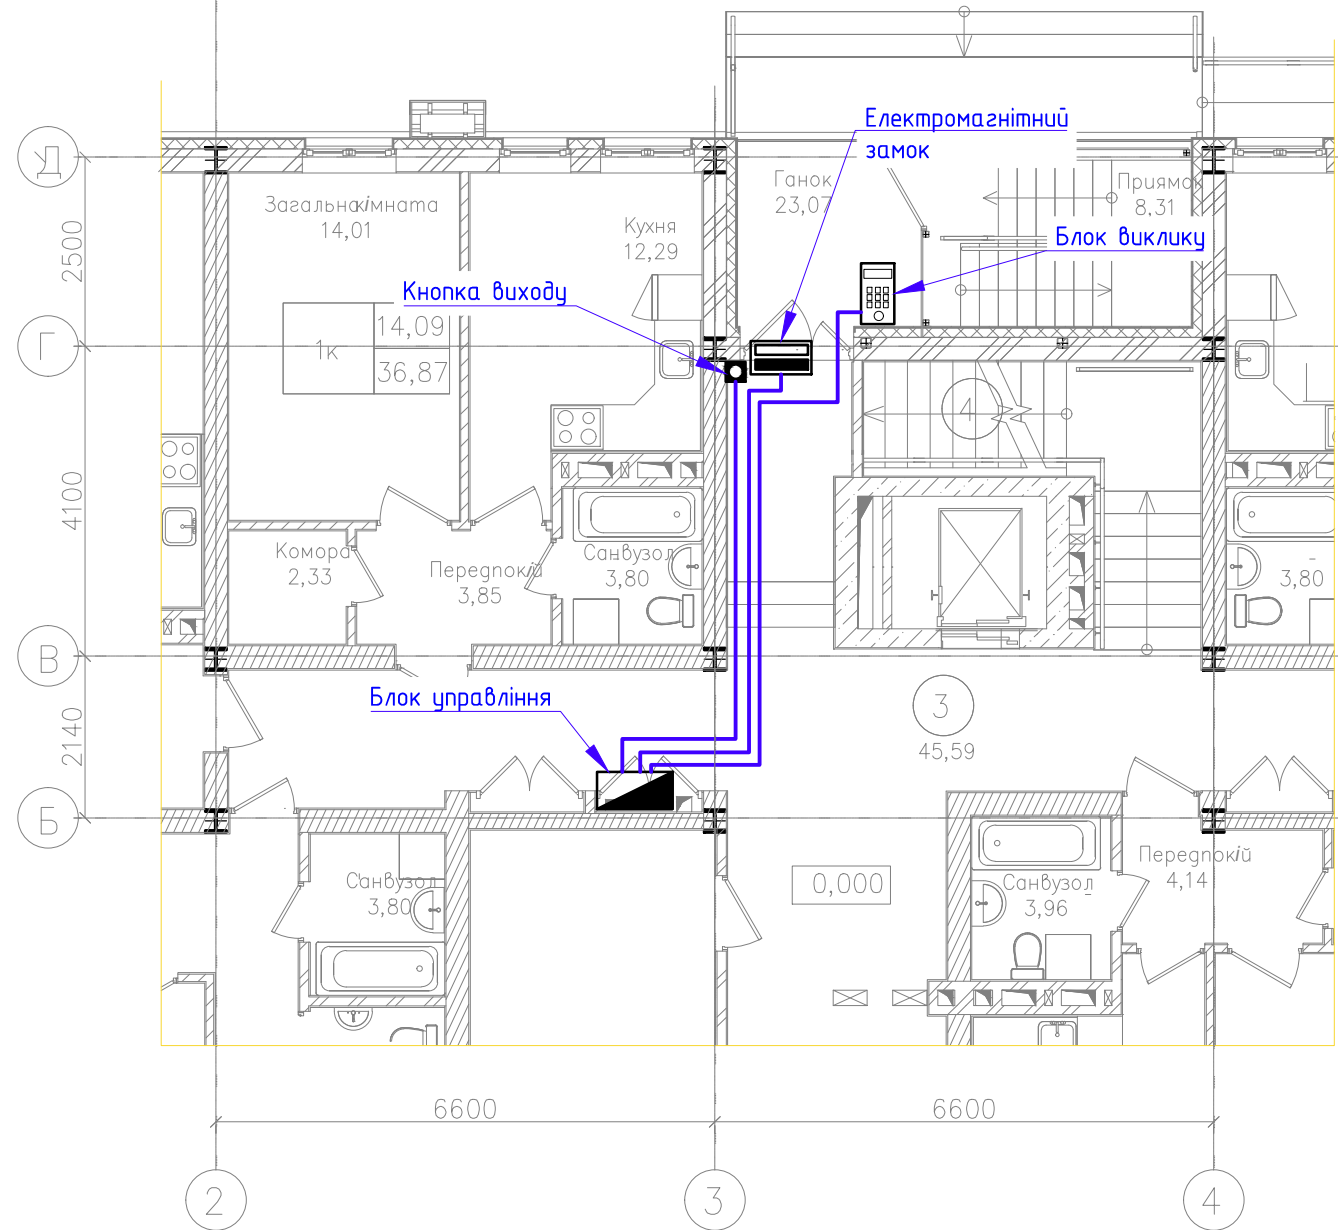 Електромагнітний
замок
Ганок
23,07
Приямок
8,31
Блок виклику
Загальна кімната
14,01
Кухня
12,29
Кнопка виходу
14,09
1к
36,87
4
Комора
2,33
Передпокій
3,85
Санвузол
3,80
3,80
Блок управління
3
45,59
Санвузол
3,80
0,000
Санвузол
3,96
Передпокій
4,14
Д
Г
В
Б
2500
4100
2140
6600
6600
2
3
4